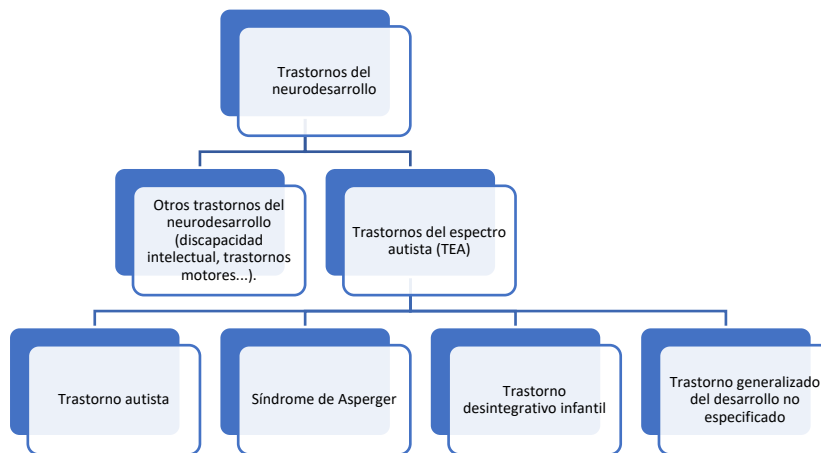 Trastornos del
neurodesarrollo
Otros trastornos del
neurodesarrollo
(discapacidad
intelectual, trastornos
motores...).
Trastornos del espectro
autista (TEA)
Trastorno autista
Síndrome de Asperger
Trastorno
desintegrativo infantil
Trastorno generalizado
del desarrollo no
especificado